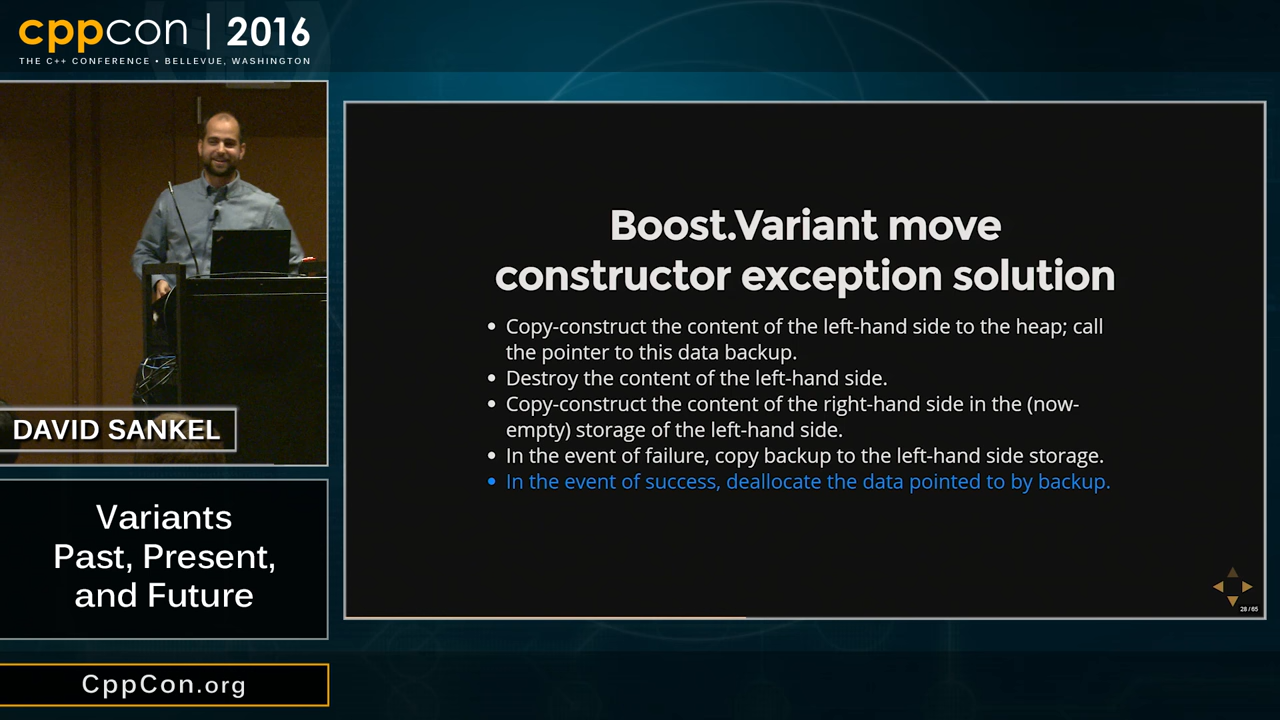 cppcon | 2016
THE C++ CONFERENCE • BELLEVUE, WASHINGTON
DAVID SANKEL
Variants
Past, Present,
and Future
CppCon.org
Boost.Variant move
constructor exception solution
• Copy-construct the content of the left-hand side to the heap; call
the pointer to this data backup.
• Destroy the content of the left-hand side.
• Copy-construct the content of the right-hand side in the (now-
empty) storage of the left-hand side.
• In the event of failure, copy backup to the left-hand side storage.
• In the event of success, deallocate the data pointed to by backup.
28 / 65